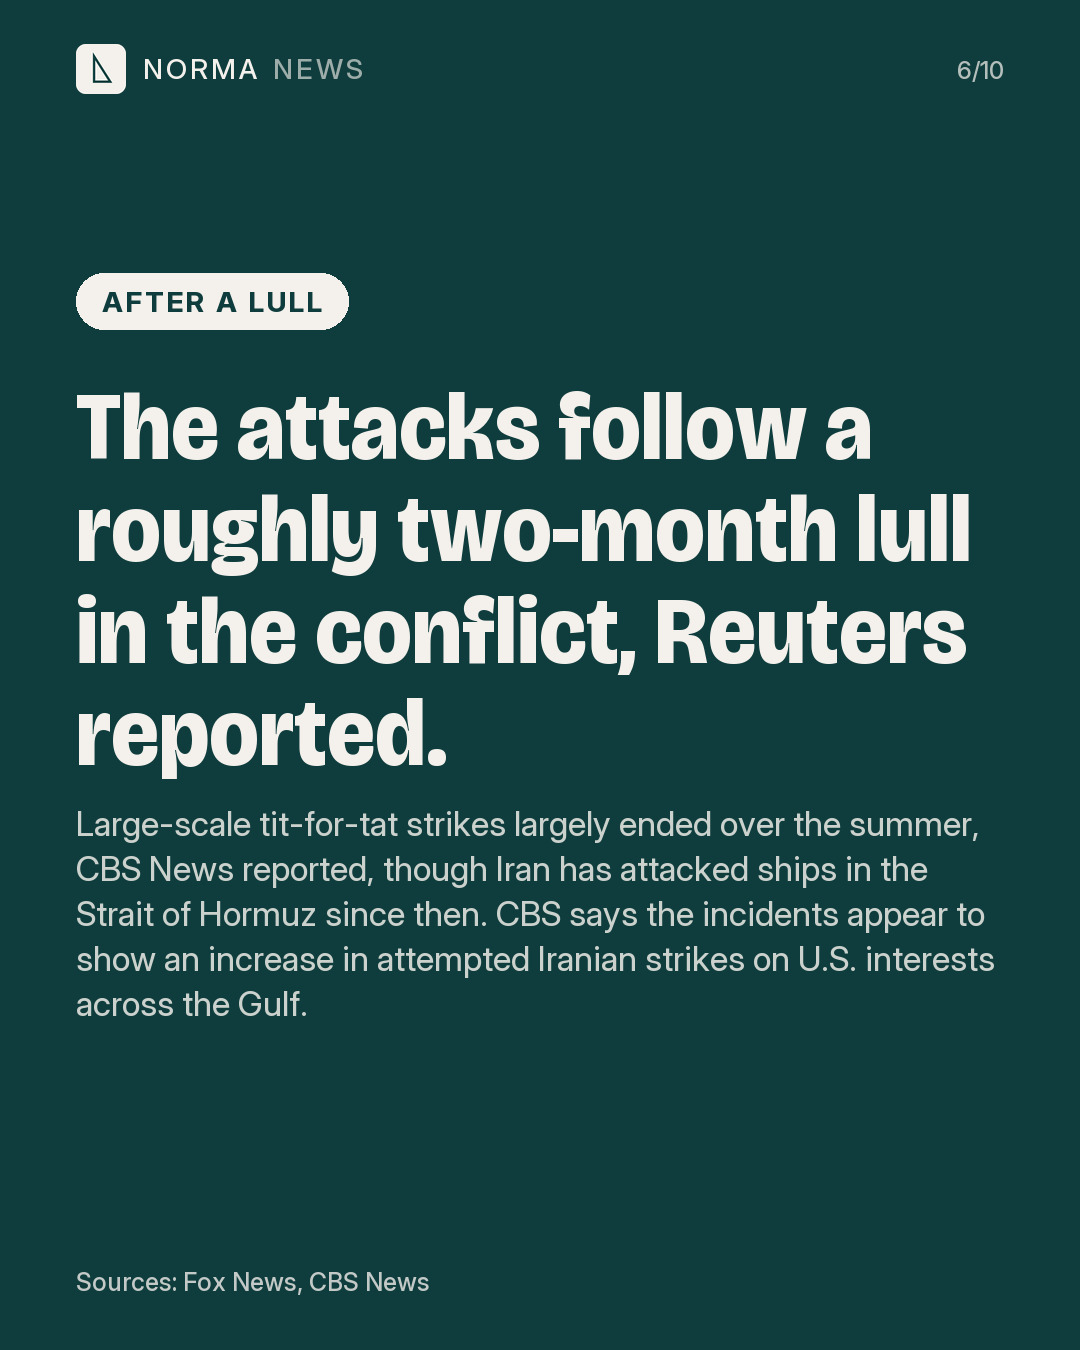 NORMA NEWS
6/10
AFTER A LULL
The attacks follow a
roughly two-month lull
in the conflict, Reuters
reported.
Large-scale tit-for-tat strikes largely ended over the summer,
CBS News reported, though Iran has attacked ships in the
Strait of Hormuz since then. CBS says the incidents appear to
show an increase in attempted Iranian strikes on U.S. interests
across the Gulf.
Sources: Fox News, CBS News